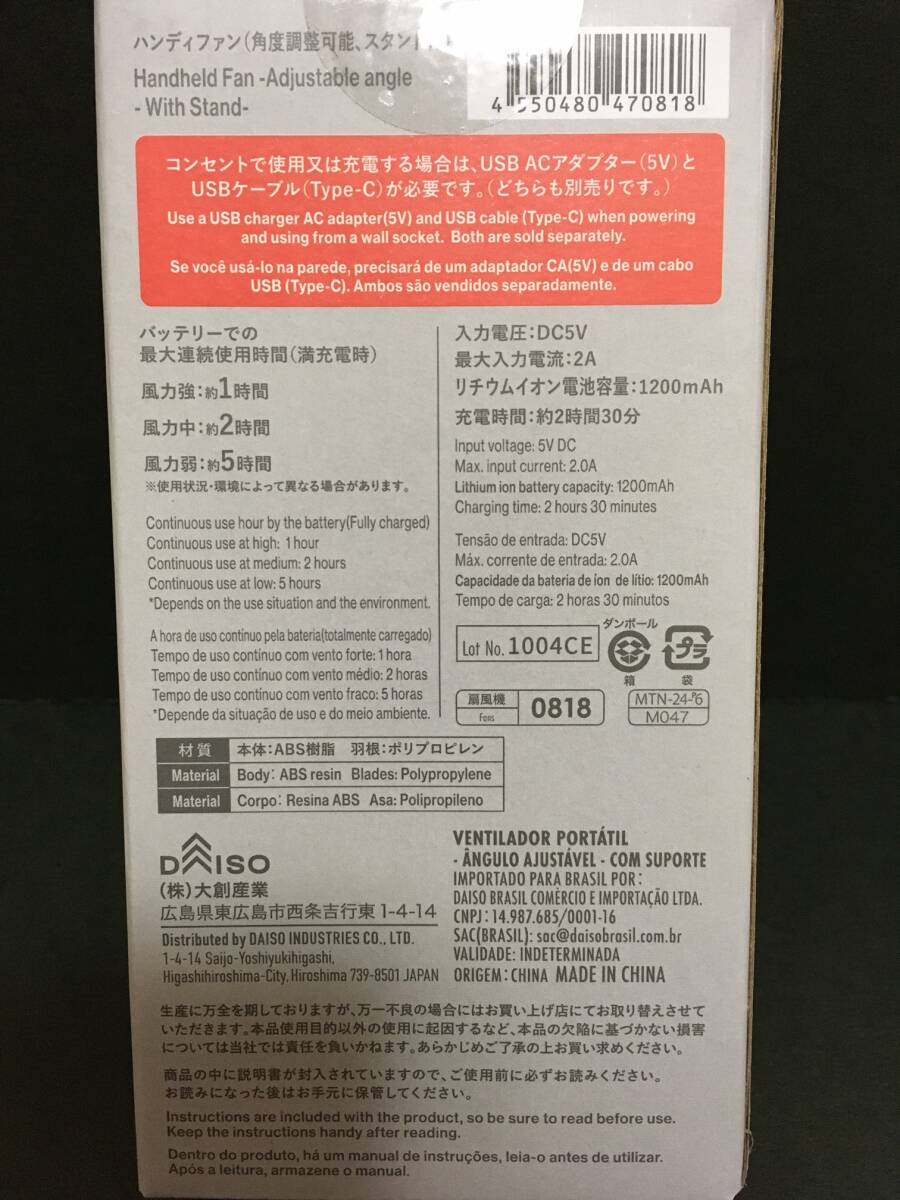 ハンディファン(角度調整可能、スタンド
Handheld Fan -Adjustable angle
- With Stand-
4 550480 470818
コンセントで使用又は充電する場合は、USB ACアダプター(5V)と
USBケーブル(Type-C)が必要です。(どちらも別売りです。)
Use a USB charger AC adapter(5V) and USB cable (Type-C) when powering
and using from a wall socket. Both are sold separately.
Se você usá-lo na parede, precisará de um adaptador CA(5V) e de um cabo
USB (Type-C). Ambos são vendidos separadamente.
バッテリーでの
最大連続使用時間(満充電時)
風力強:約1時間
風力中:約2時間
風力弱:約5時間
※使用状況・環境によって異なる場合があります。
Continuous use hour by the battery(Fully charged)
Continuous use at high: 1 hour
Continuous use at medium: 2 hours
Continuous use at low: 5 hours
*Depends on the use situation and the environment.
A hora de uso contínuo pela bateria(totalmente carregado)
Tempo de uso contínuo com vento forte: 1 hora
Tempo de uso contínuo com vento médio: 2 horas
Tempo de uso contínuo com vento fraco: 5 horas
*Depende da situação de uso e do meio ambiente.
入力電圧:DC5V
最大入力電流:2A
リチウムイオン電池容量:1200mAh
充電時間:約2時間30分
Input voltage: 5V DC
Max. input current: 2.0A
Lithium ion battery capacity: 1200mAh
Charging time: 2 hours 30 minutes
Tensão de entrada: DC5V
Máx. corrente de entrada: 2.0A
Capacidade da bateria de íon de lítio: 1200mAh
Tempo de carga: 2 horas 30 minutos
Lot No. 1004CE
ダンボール
箱
プラ
袋
扇風機
Fans
0818
MTN-24-P6
M047
材質 本体:ABS樹脂 羽根:ポリプロピレン
Material Body: ABS resin Blades: Polypropylene
Material Corpo: Resina ABS Asa: Polipropileno
DAISO
(株)大創産業
広島県東広島市西条吉行東1-4-14
Distributed by DAISO INDUSTRIES CO., LTD.
1-4-14 Saijo-Yoshiyukihigashi,
Higashihiroshima-City, Hiroshima 739-8501 JAPAN
VENTILADOR PORTÁTIL
- ÂNGULO AJUSTÁVEL - COM SUPORTE
IMPORTADO PARA BRASIL POR:
DAISO BRASIL COMÉRCIO E IMPORTAÇÃO LTDA.
CNPJ: 14.987.685/0001-16
SAC(BRASIL): sac@daisobrasil.com.br
VALIDADE: INDETERMINADA
ORIGEM: CHINA MADE IN CHINA
生産に万全を期しておりますが、万一不良の場合にはお買い上げ店にてお取り替えさせて
いただきます。本品使用目的以外の使用に起因するなど、本品の欠陥に基づかない損害
については当社では責任を負いかねます。あらかじめご了承の上お買い求めください。
商品の中に説明書が封入されていますので、ご使用前に必ずお読みください。
お読みになった後はお手元に保管してください。
Instructions are included with the product, so be sure to read before use.
Keep the instructions handy after reading.
Dentro do produto, há um manual de instruções, leia-o antes de utilizar.
Após a leitura, armazene o manual.